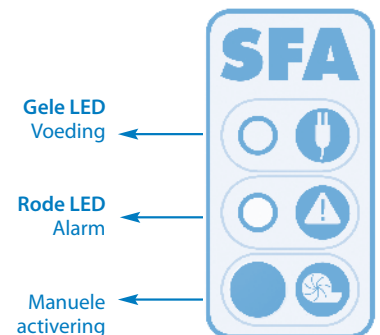 SFA
Gele LED
Voeding
Rode LED
Alarm
Manuele
activering